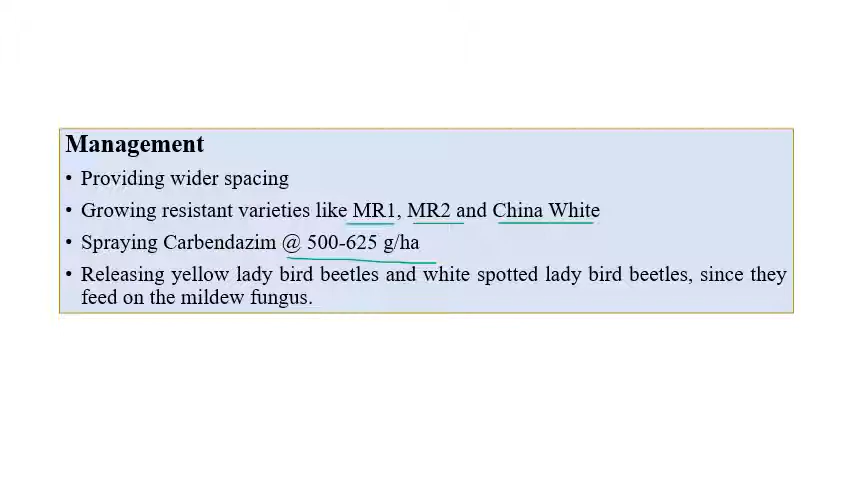 Management
• Providing wider spacing
• Growing resistant varieties like MR1, MR2 and China White
• Spraying Carbendazim @ 500-625 g/ha
• Releasing yellow lady bird beetles and white spotted lady bird beetles, since they
feed on the mildew fungus.